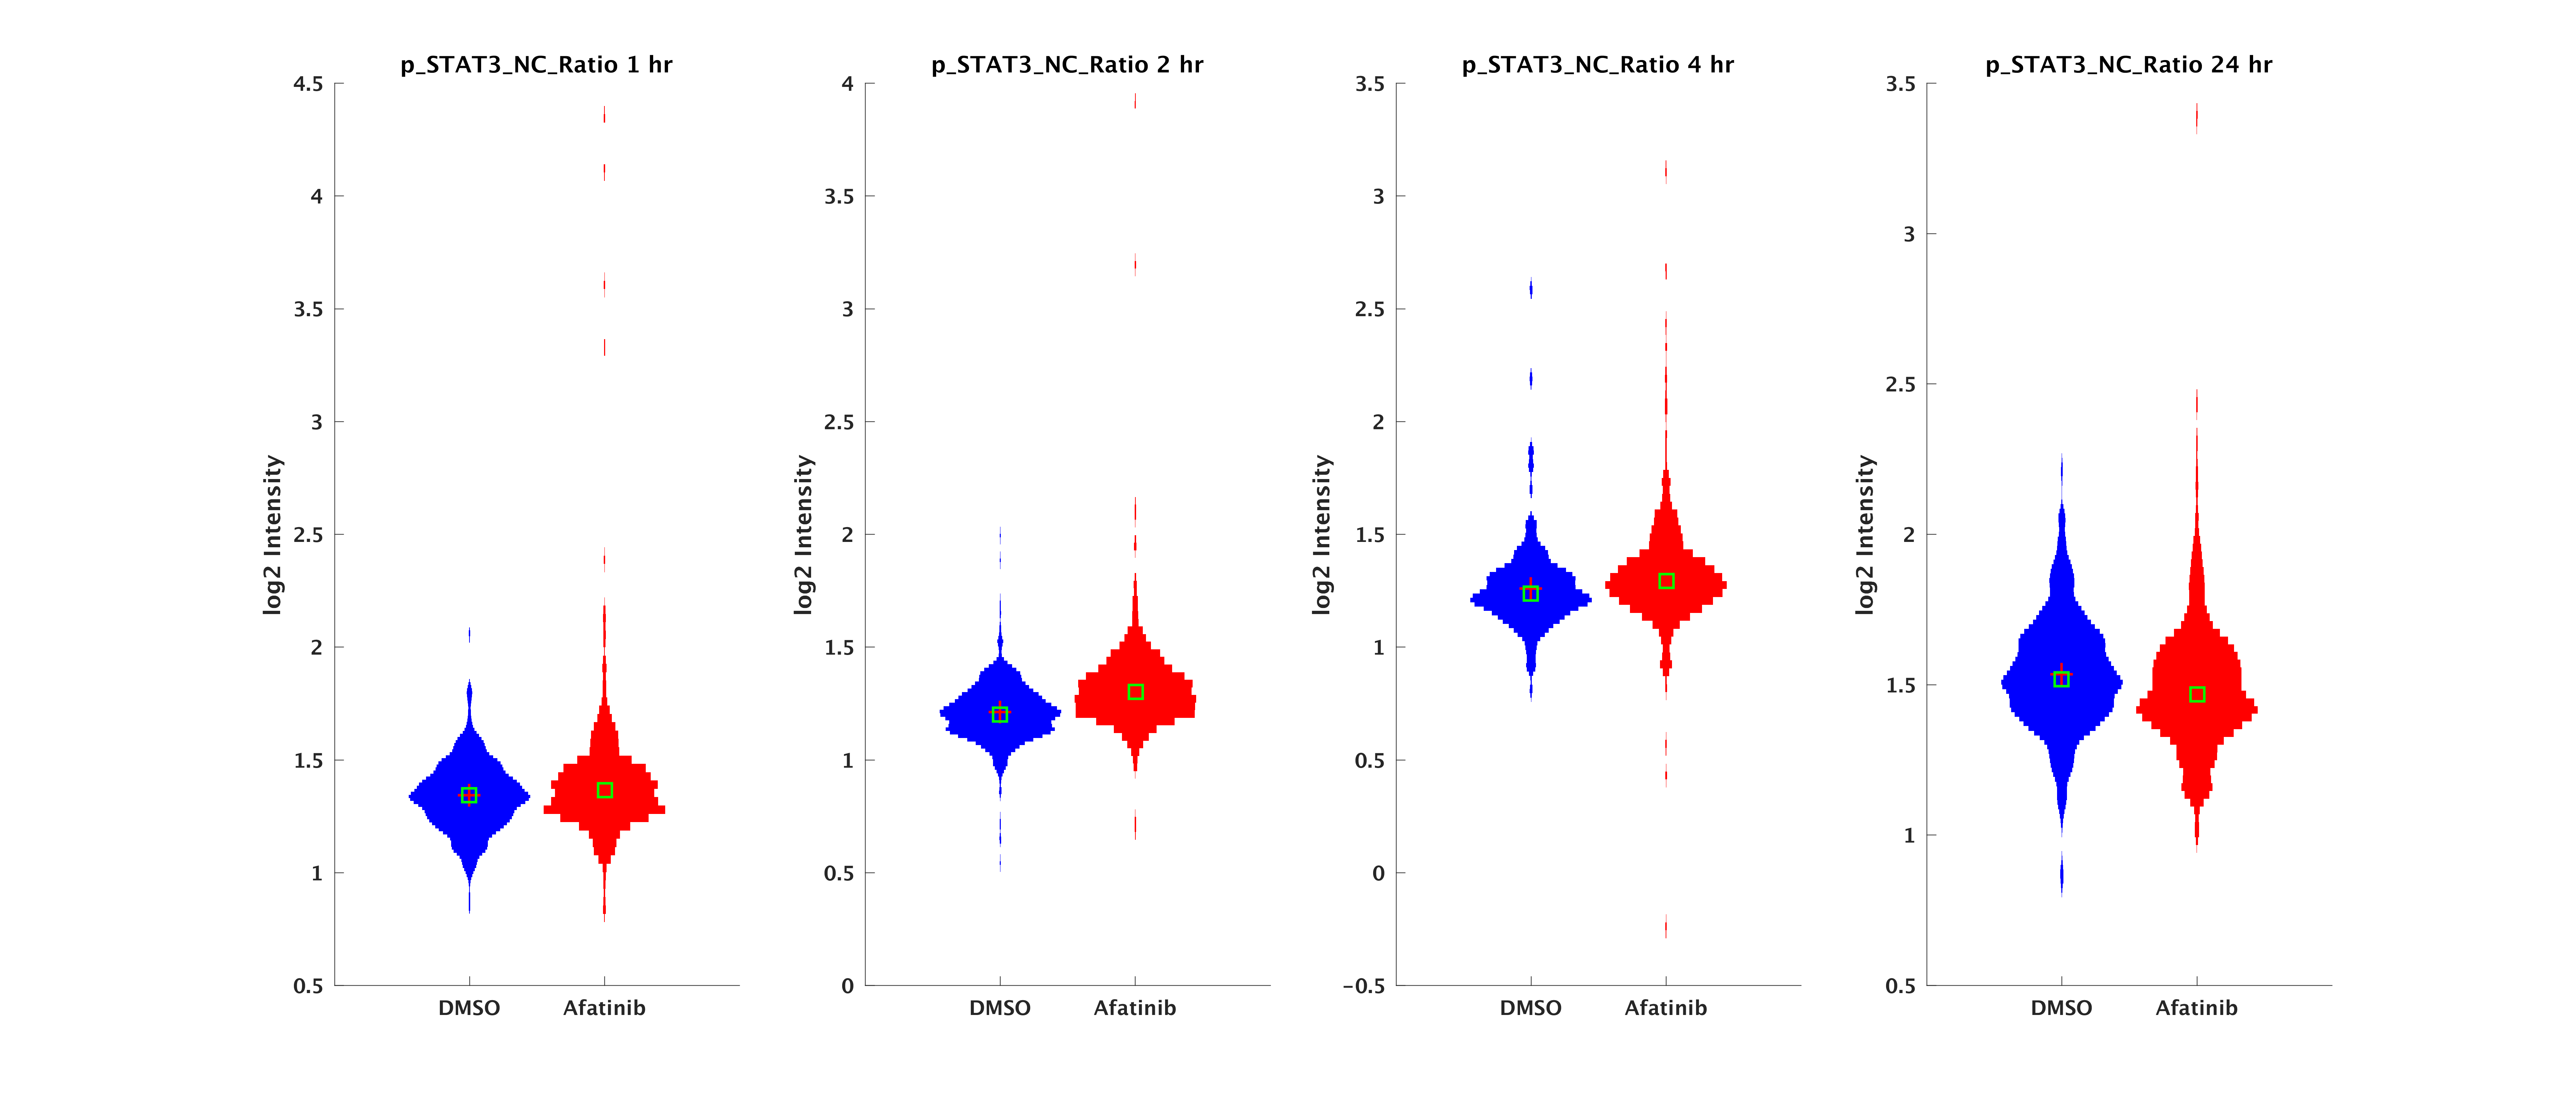 p_STAT3_NC_Ratio 1 hr
4.5
4
3.5
3
2.5
2
1.5
1
0.5
log2 Intensity
DMSO Afatinib
p_STAT3_NC_Ratio 2 hr
4
3.5
3
2.5
2
1.5
1
0.5
0
log2 Intensity
DMSO Afatinib
p_STAT3_NC_Ratio 4 hr
3.5
3
2.5
2
1.5
1
0.5
0
-0.5
log2 Intensity
DMSO Afatinib
p_STAT3_NC_Ratio 24 hr
3.5
3
2.5
2
1.5
1
0.5
log2 Intensity
DMSO Afatinib